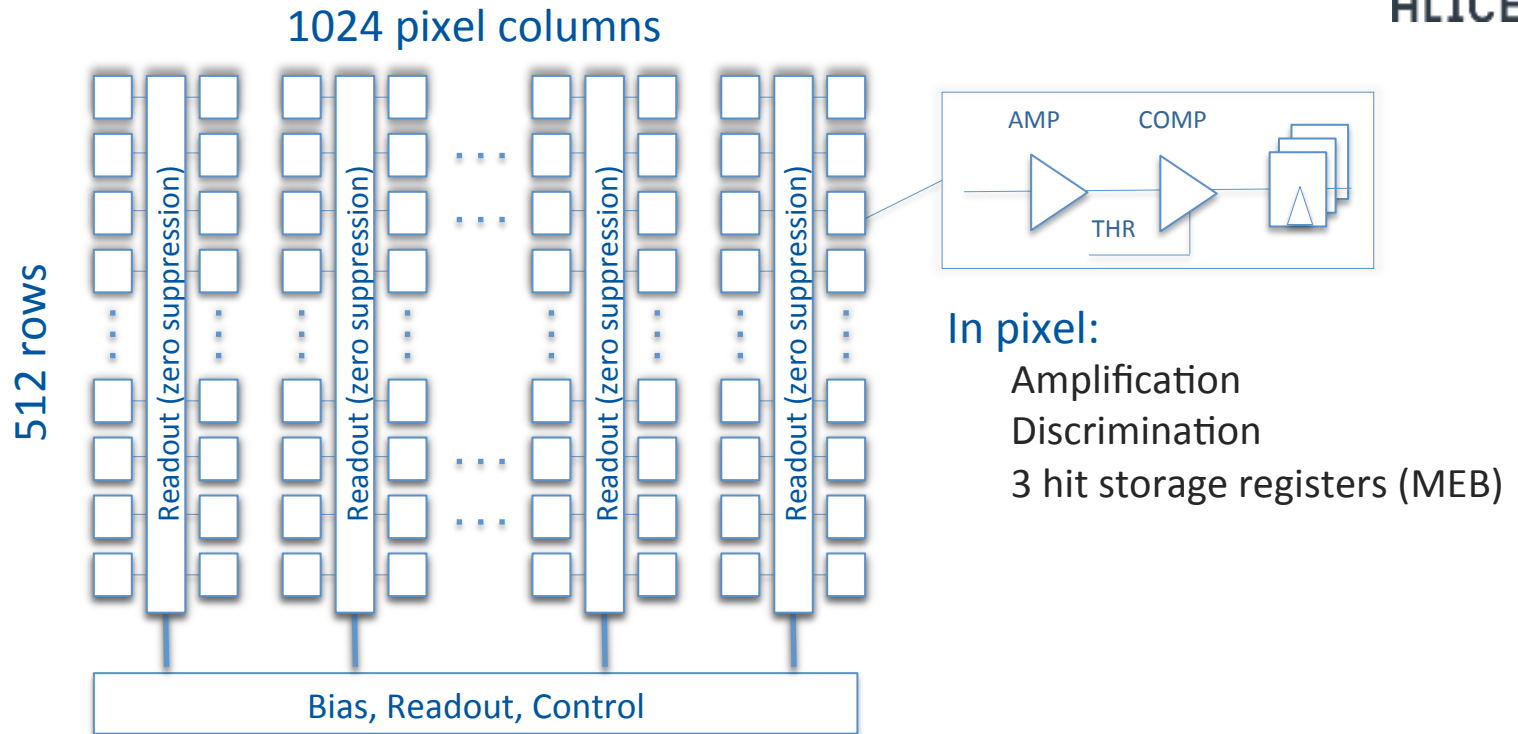 ALICE
1024 pixel columns
512 rows
Readout (zero suppression)
Readout (zero suppression)
Readout (zero suppression)
Readout (zero suppression)
AMP
COMP
THR
In pixel:
Amplification
Discrimination
3 hit storage registers (MEB)
Bias, Readout, Control